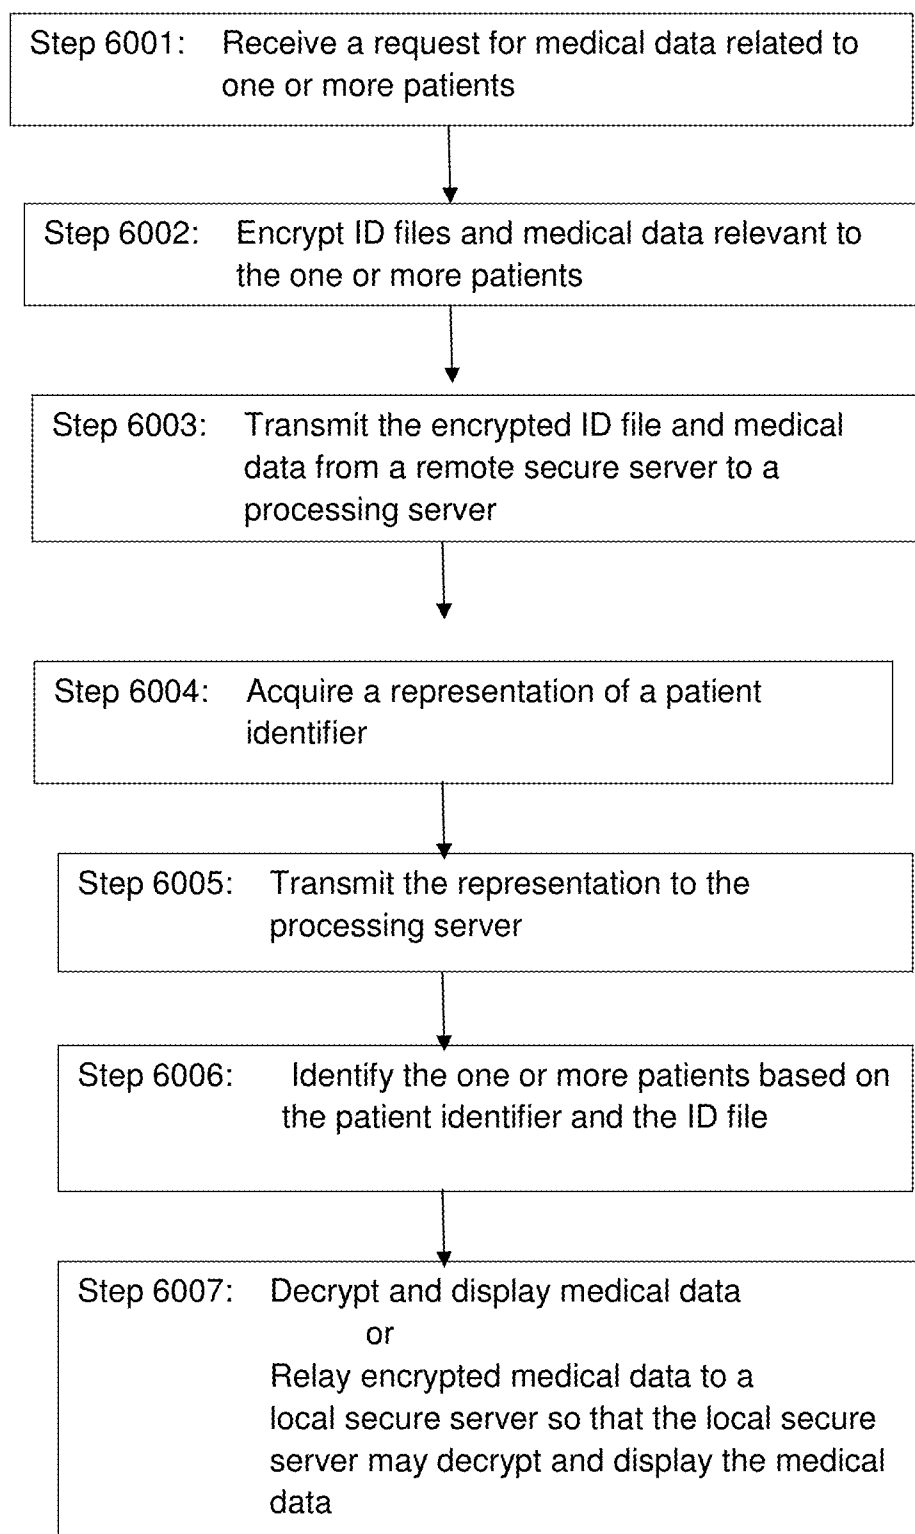 Step 6001: Receive a request for medical data related to
one or more patients
Step 6002: Encrypt ID files and medical data relevant to
the one or more patients
Step 6003: Transmit the encrypted ID file and medical
data from a remote secure server to a
processing server
Step 6004: Acquire a representation of a patient
identifier
Step 6005: Transmit the representation to the
processing server
Step 6006: Identify the one or more patients based on
the patient identifier and the ID file
Step 6007: Decrypt and display medical data
or
Relay encrypted medical data to a
local secure server so that the local secure
server may decrypt and display the medical
data